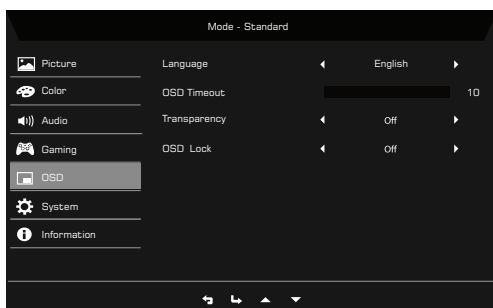 Mode - Standard
Picture
Color
Audio
Gaming
OSD
System
Information
Language English
OSD Timeout 10
Transparency Off
OSD Lock Off